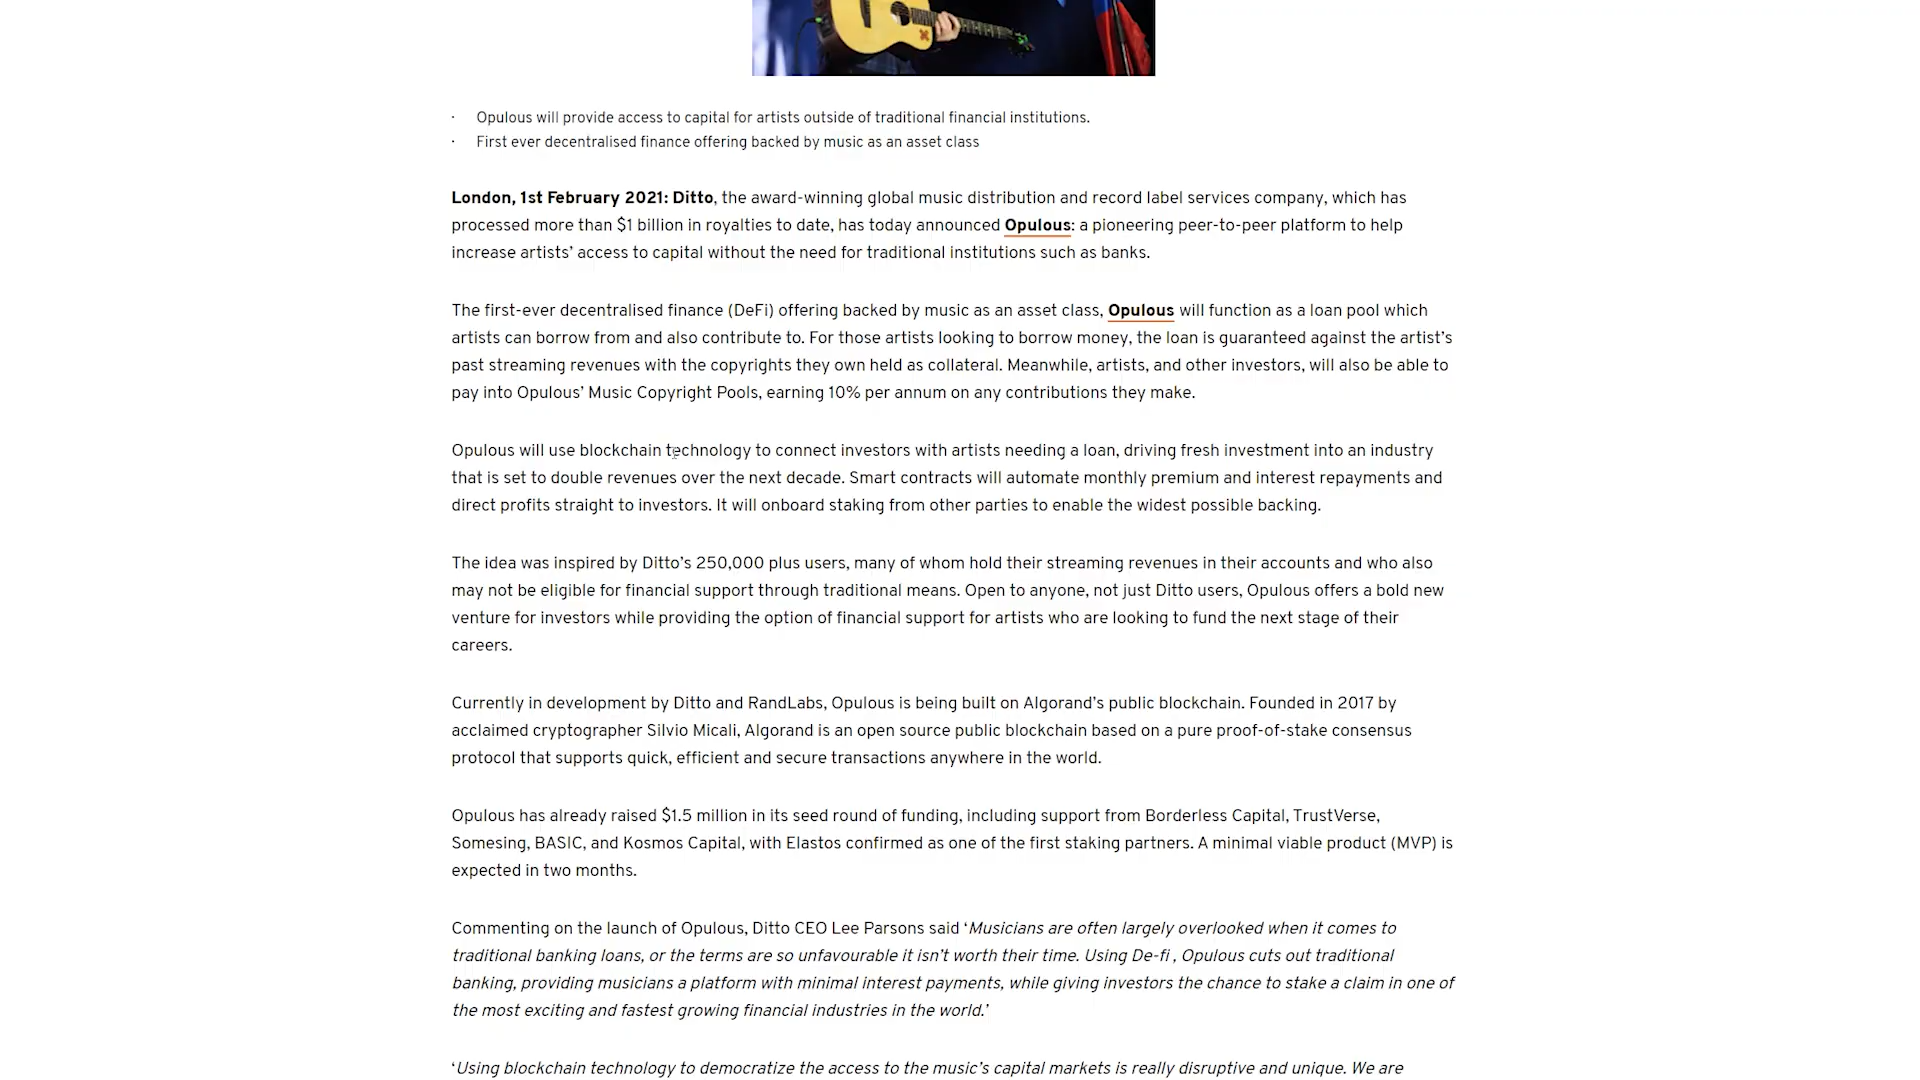 · Opulous will provide access to capital for artists outside of traditional financial institutions.
· First ever decentralised finance offering backed by music as an asset class
London, 1st February 2021: Ditto, the award-winning global music distribution and record label services company, which has
processed more than $1 billion in royalties to date, has today announced Opulous: a pioneering peer-to-peer platform to help
increase artists’ access to capital without the need for traditional institutions such as banks.
The first-ever decentralised finance (DeFi) offering backed by music as an asset class, Opulous will function as a loan pool which
artists can borrow from and also contribute to. For those artists looking to borrow money, the loan is guaranteed against the artist’s
past streaming revenues with the copyrights they own held as collateral. Meanwhile, artists, and other investors, will also be able to
pay into Opulous’ Music Copyright Pools, earning 10% per annum on any contributions they make.
Opulous will use blockchain technology to connect investors with artists needing a loan, driving fresh investment into an industry
that is set to double revenues over the next decade. Smart contracts will automate monthly premium and interest repayments and
direct profits straight to investors. It will onboard staking from other parties to enable the widest possible backing.
The idea was inspired by Ditto’s 250,000 plus users, many of whom hold their streaming revenues in their accounts and who also
may not be eligible for financial support through traditional means. Open to anyone, not just Ditto users, Opulous offers a bold new
venture for investors while providing the option of financial support for artists who are looking to fund the next stage of their
careers.
Currently in development by Ditto and RandLabs, Opulous is being built on Algorand’s public blockchain. Founded in 2017 by
acclaimed cryptographer Silvio Micali, Algorand is an open source public blockchain based on a pure proof-of-stake consensus
protocol that supports quick, efficient and secure transactions anywhere in the world.
Opulous has already raised $1.5 million in its seed round of funding, including support from Borderless Capital, TrustVerse,
Somesing, BASIC, and Kosmos Capital, with Elastos confirmed as one of the first staking partners. A minimal viable product (MVP) is
expected in two months.
Commenting on the launch of Opulous, Ditto CEO Lee Parsons said ‘Musicians are often largely overlooked when it comes to
traditional banking loans, or the terms are so unfavourable it isn’t worth their time. Using De-fi , Opulous cuts out traditional
banking, providing musicians a platform with minimal interest payments, while giving investors the chance to stake a claim in one of
the most exciting and fastest growing financial industries in the world.’
‘Using blockchain technology to democratize the access to the music’s capital markets is really disruptive and unique. We are